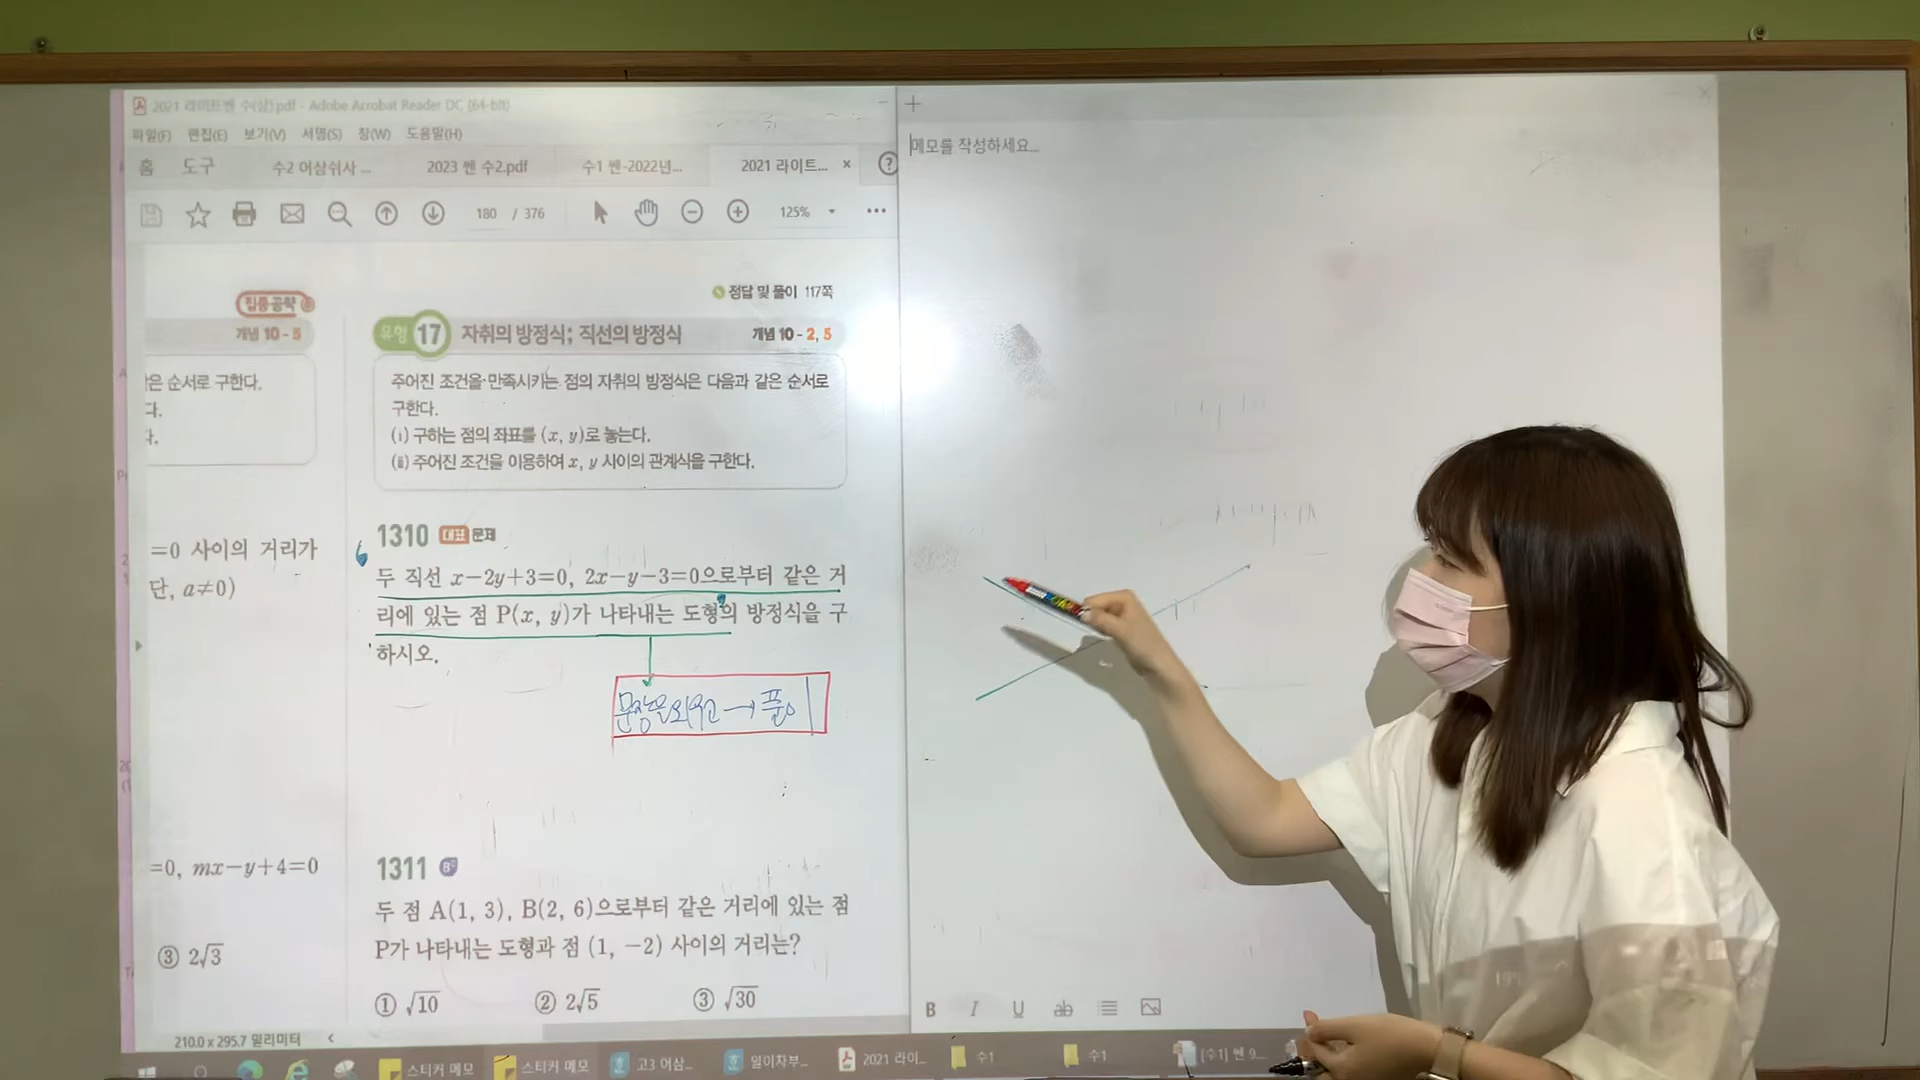 2021 라이트쎈 수(상).pdf - Adobe Acrobat Reader DC (64-bit)
파일(F) 편집(E) 보기(V) 서명(S) 창(W) 도움말(H)
홈 도구 수2 어삼쉬사 ... 2023 쎈 수2.pdf 수1 쎈-2022년... 2021 라이트... ×
180 / 376 125%
메모를 작성하세요...
정답 및 풀이 117쪽
집중공략
개념 10 - 5
유형 17 자취의 방정식; 직선의 방정식 개념 10 - 2, 5
같은 순서로 구한다.
다.
다.
주어진 조건을 만족시키는 점의 자취의 방정식은 다음과 같은 순서로
구한다.
(i) 구하는 점의 좌표를 (x, y)로 놓는다.
(ii) 주어진 조건을 이용하여 x, y 사이의 관계식을 구한다.
=0 사이의 거리가
단, a≠0)
1310 대표 문제
두 직선 x-2y+3=0, 2x-y-3=0으로부터 같은 거
리에 있는 점 P(x, y)가 나타내는 도형의 방정식을 구
하시오.
문장을 외우고 → 풀이
=0, mx-y+4=0
③ 2√3
1311
두 점 A(1, 3), B(2, 6)으로부터 같은 거리에 있는 점
P가 나타내는 도형과 점 (1, -2) 사이의 거리는?
① √10 ② 2√5 ③ √30
210.0 x 295.7 밀리미터
B I U ab
스티커 메모 스티커 메모 고3 어삼... 일이차부... 2021 라이... 수1 수1 [수1] 쎈 9...